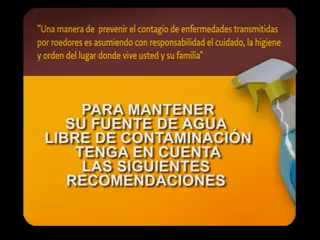 "Una manera de prevenir el contagio de enfermedades transmitidas
por roedores es asumiendo con responsabilidad el cuidado, la higiene
y orden del lugar donde vive usted y su familia"
PARA MANTENER
SU FUENTE DE AGUA
LIBRE DE CONTAMINACIÓN
TENGA EN CUENTA
LAS SIGUIENTES
RECOMENDACIONES